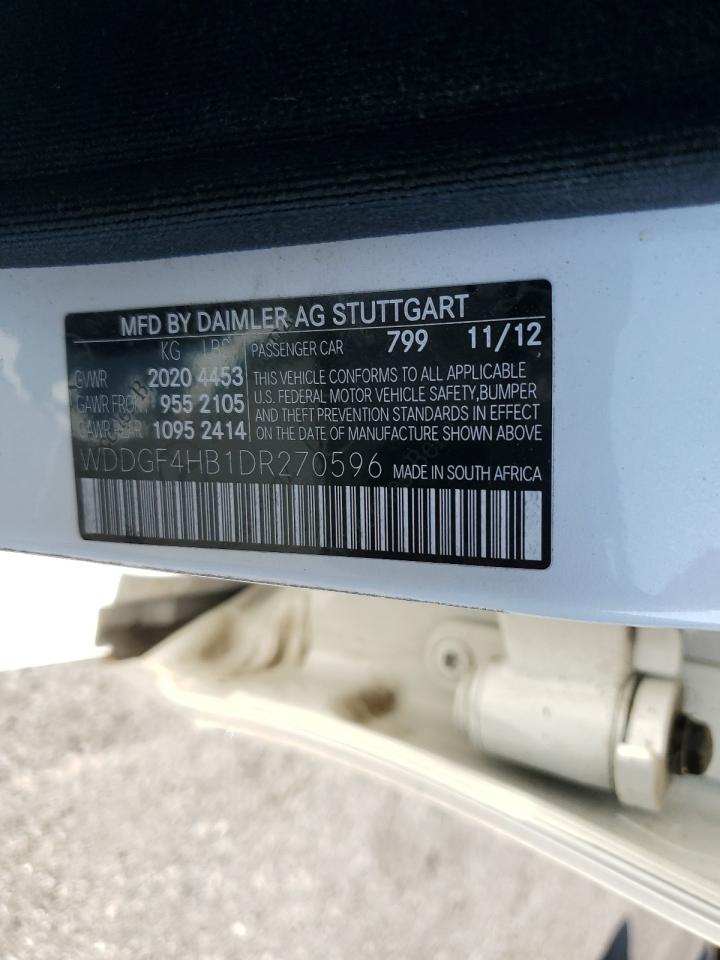 MFD BY DAIMLER AG STUTTGART
KG LBS PASSENGER CAR 799 11/12
GVWR 2020 4453 THIS VEHICLE CONFORMS TO ALL APPLICABLE
U.S. FEDERAL MOTOR VEHICLE SAFETY,BUMPER
GAWR FRONT 955 2105 AND THEFT PREVENTION STANDARDS IN EFFECT
GAWR REAR 1095 2414 ON THE DATE OF MANUFACTURE SHOWN ABOVE
WDDGF4HB1DR270596 MADE IN SOUTH AFRICA